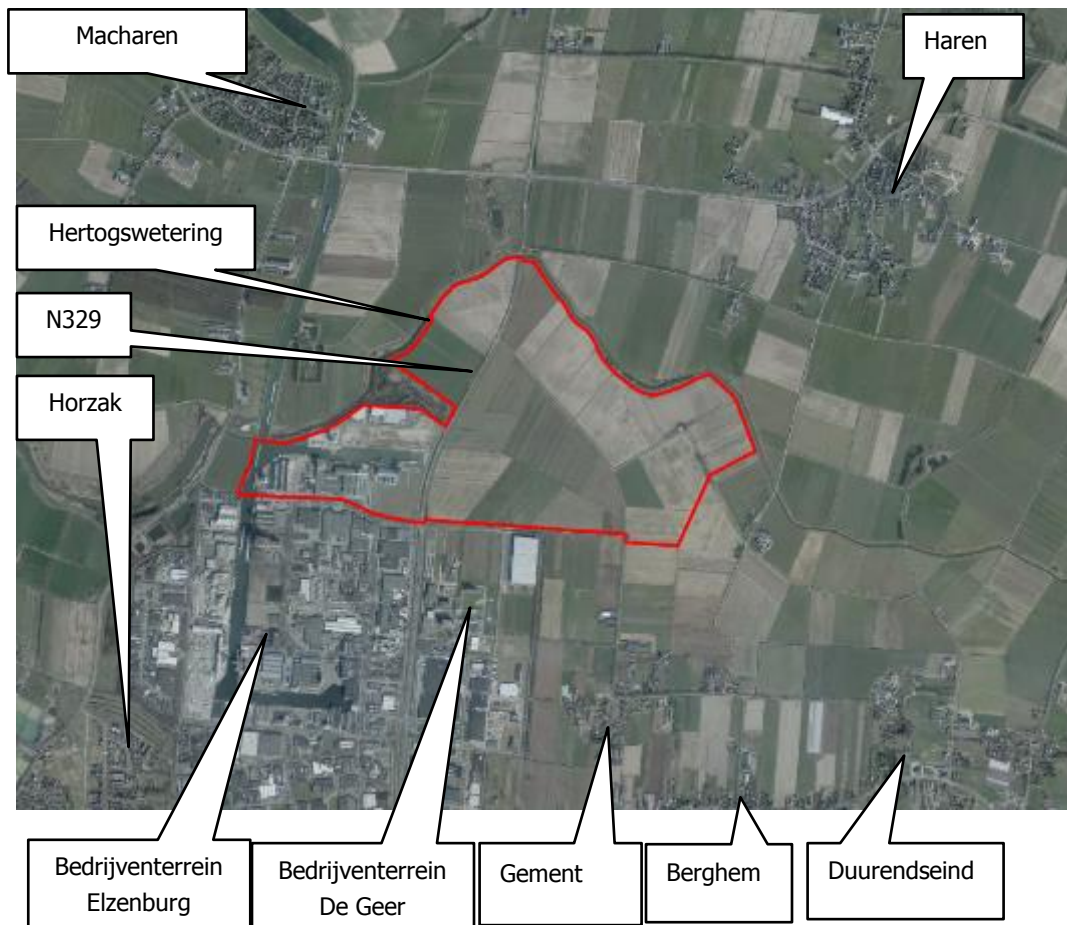 Macharen
Haren
Hertogswetering
N329
Horzak
Bedrijventerrein
Elzenburg
Bedrijventerrein
De Geer
Gement
Berghem
Duurendseind